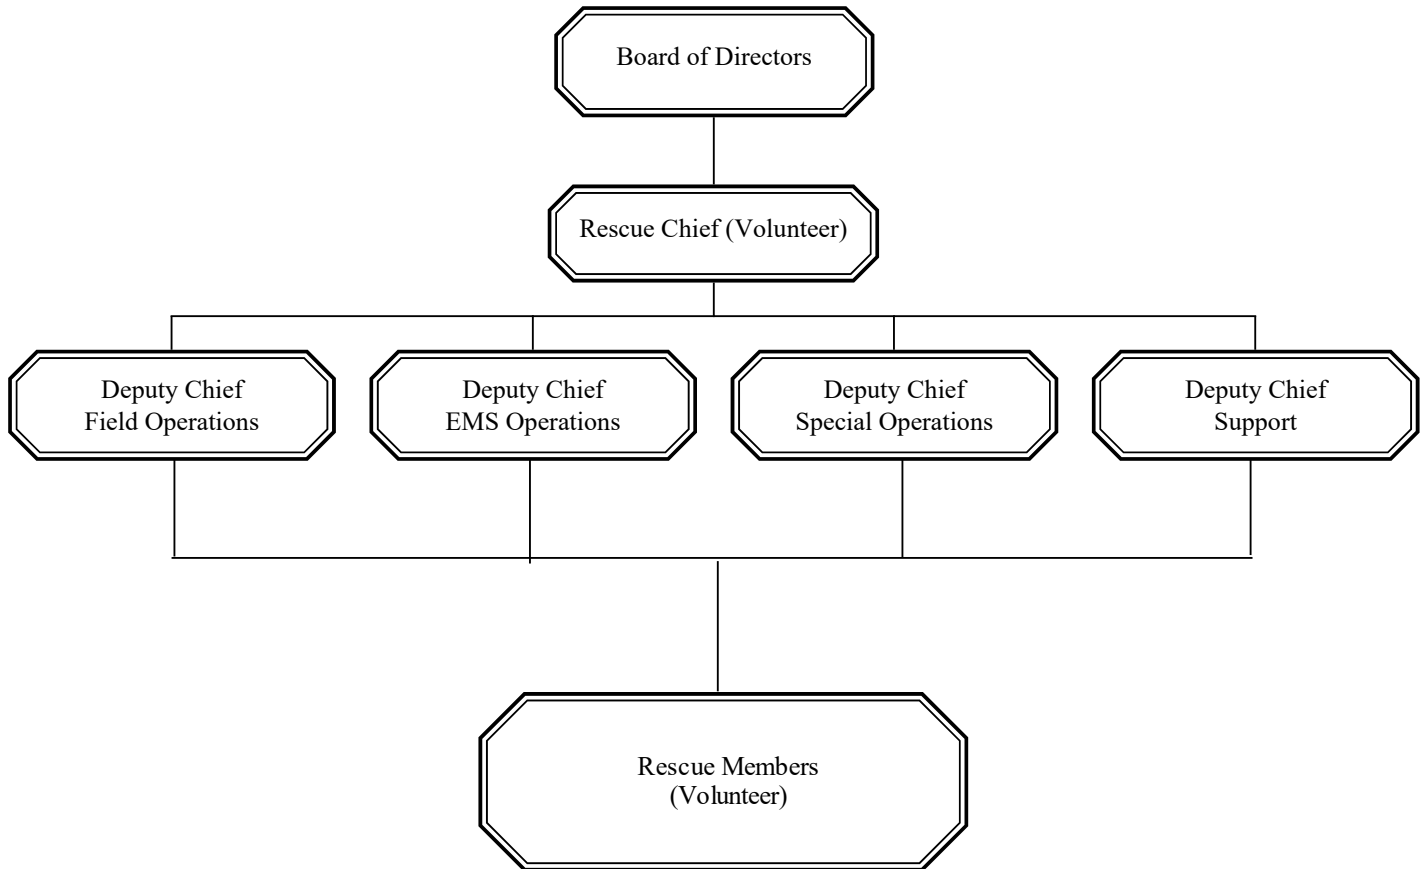 Board of Directors
Rescue Chief (Volunteer)
Deputy Chief
Field Operations
Deputy Chief
EMS Operations
Deputy Chief
Special Operations
Deputy Chief
Support
Rescue Members
(Volunteer)